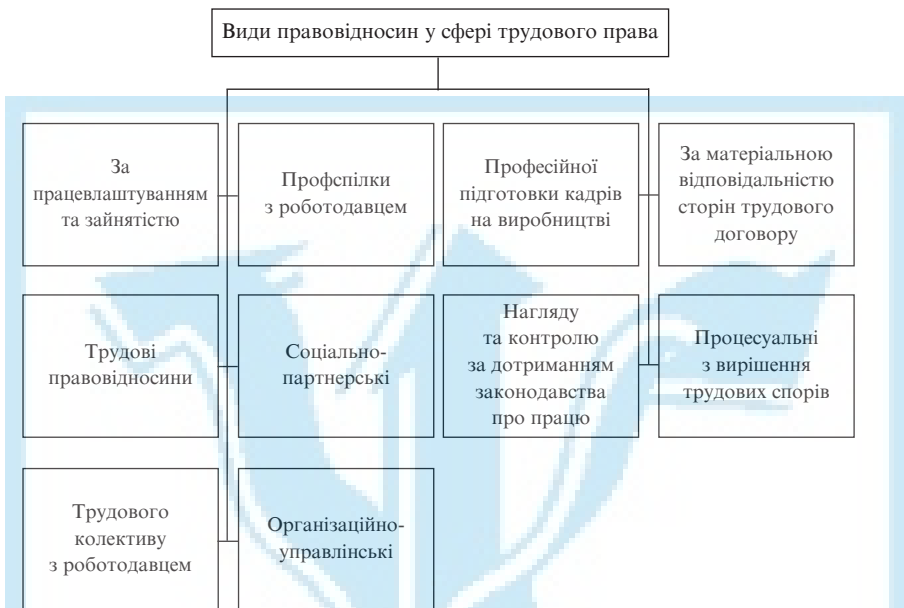 Види правовідносин у сфері трудового права
За
працевлаштуванням
та зайнятістю
Профспілки
з роботодавцем
Професійної
підготовки кадрів
на виробництві
За матеріальною
відповідальністю
сторін трудового
договору
Трудові
правовідносини
Соціально-
партнерські
Нагляду
та контролю
за дотриманням
законодавства
про працю
Процесуальні
з вирішення
трудових спорів
Трудового
колективу
з роботодавцем
Організаційно-
управлінські